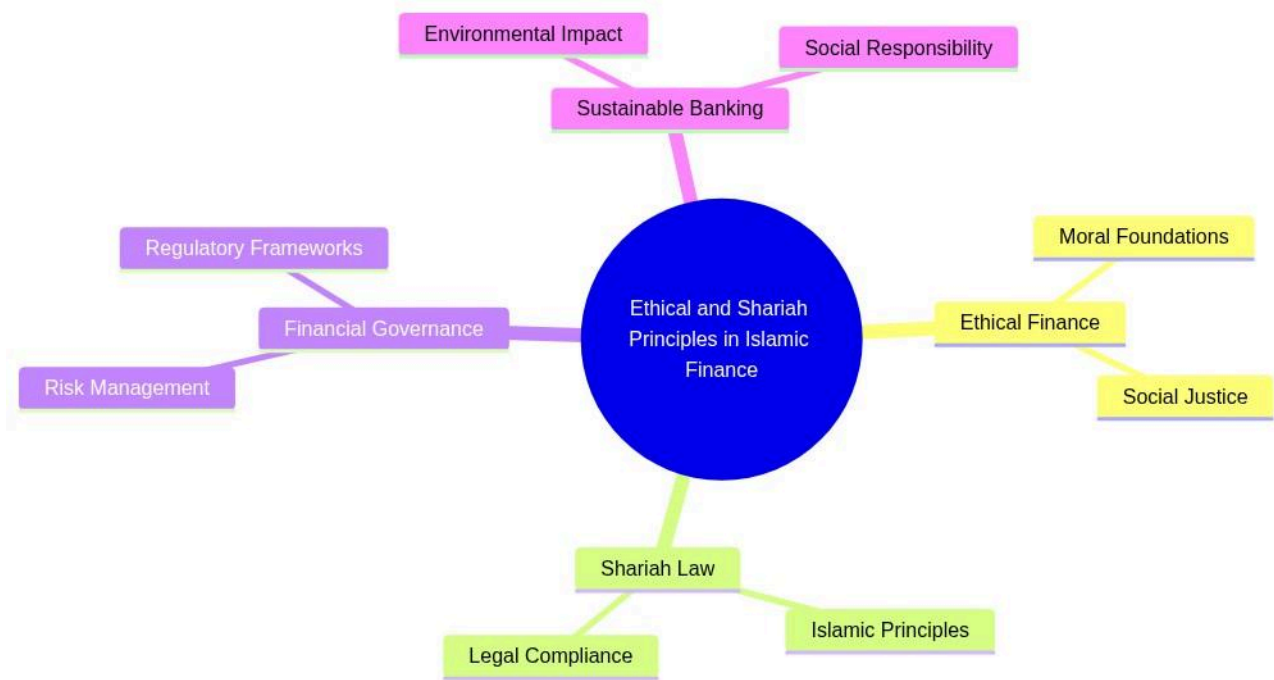 Environmental Impact
Social Responsibility
Sustainable Banking
Regulatory Frameworks
Moral Foundations
Financial Governance
Ethical and Shariah
Principles in Islamic
Finance
Ethical Finance
Risk Management
Social Justice
Shariah Law
Islamic Principles
Legal Compliance